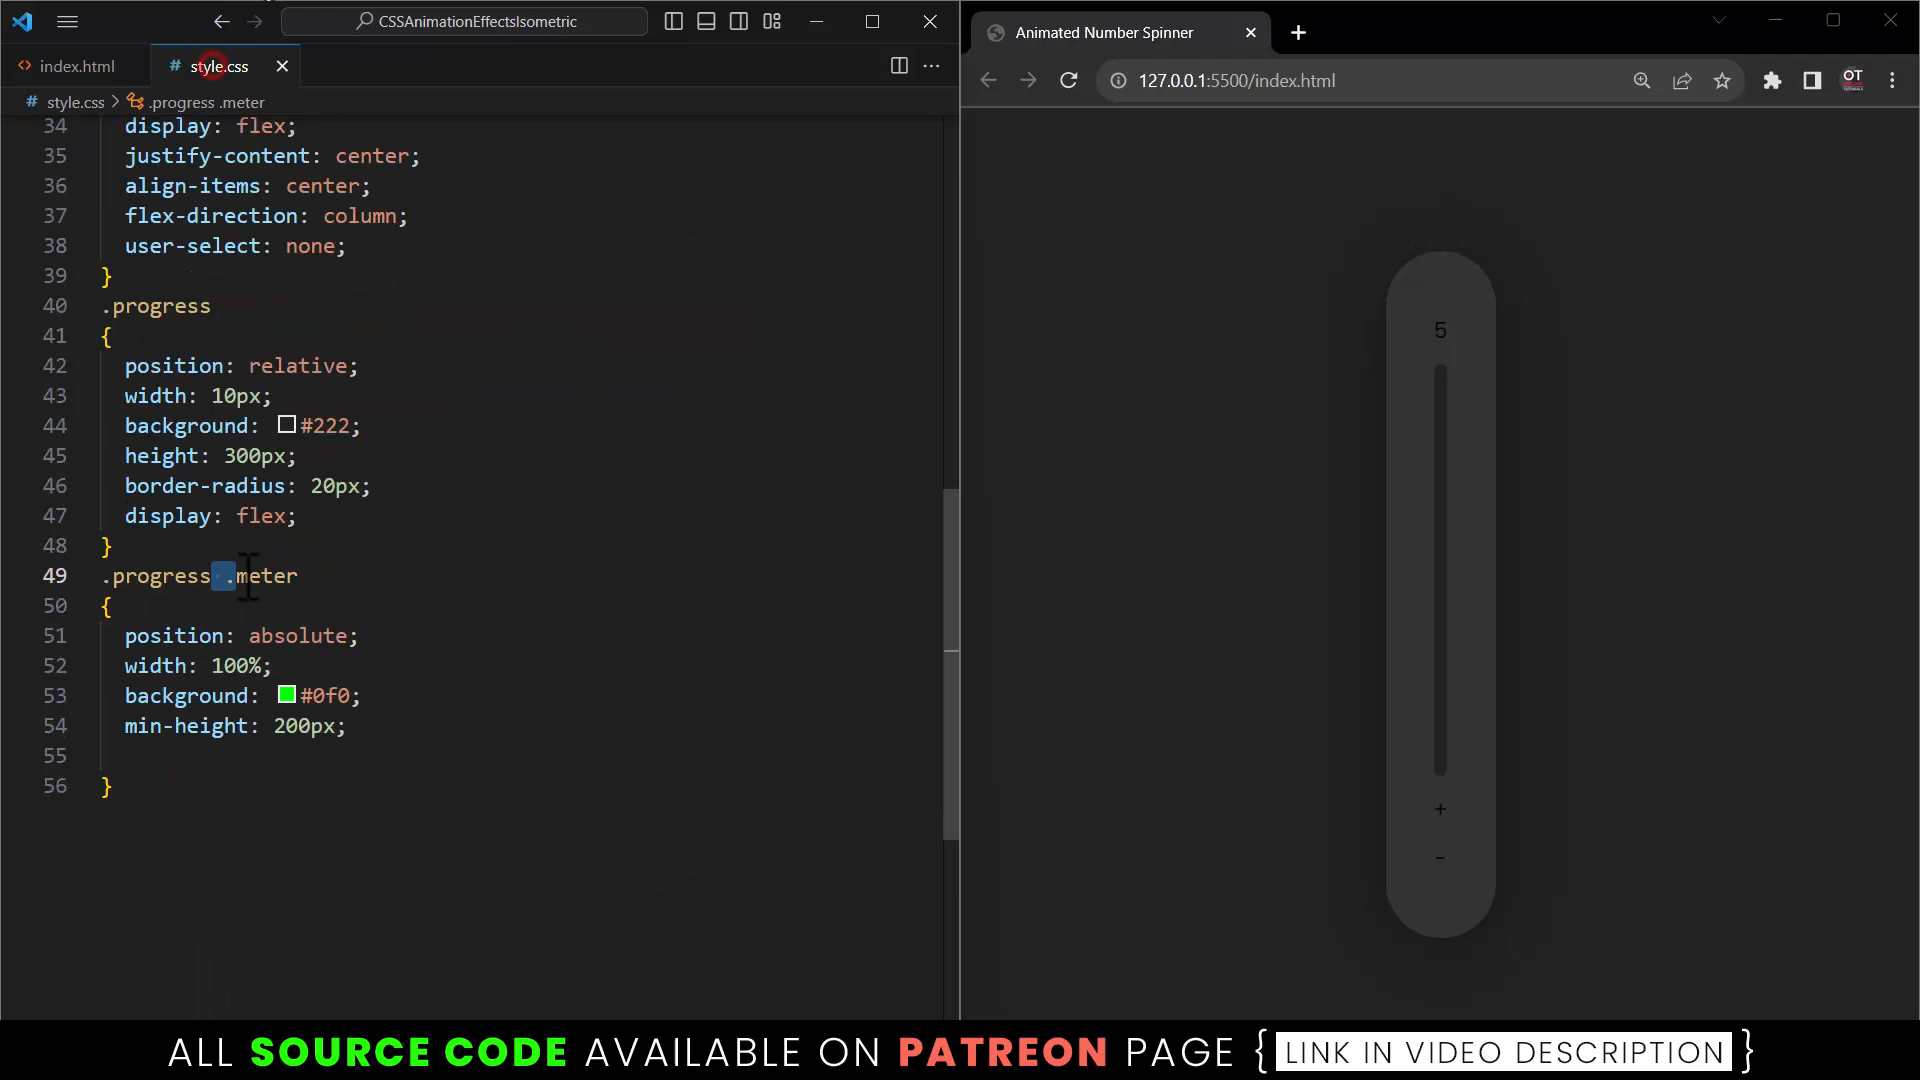 CSSAnimationEffectsIsometric
index.html
# style.css
# style.css > .progress .meter
34 display: flex;
35 justify-content: center;
36 align-items: center;
37 flex-direction: column;
38 user-select: none;
39 }
40 .progress
41 {
42 position: relative;
43 width: 10px;
44 background: #222;
45 height: 300px;
46 border-radius: 20px;
47 display: flex;
48 }
49 .progress .meter
50 {
51 position: absolute;
52 width: 100%;
53 background: #0f0;
54 min-height: 200px;
55
56 }
Animated Number Spinner
127.0.0.1:5500/index.html
OT
5
+
-
ALL SOURCE CODE AVAILABLE ON PATREON PAGE { LINK IN VIDEO DESCRIPTION }